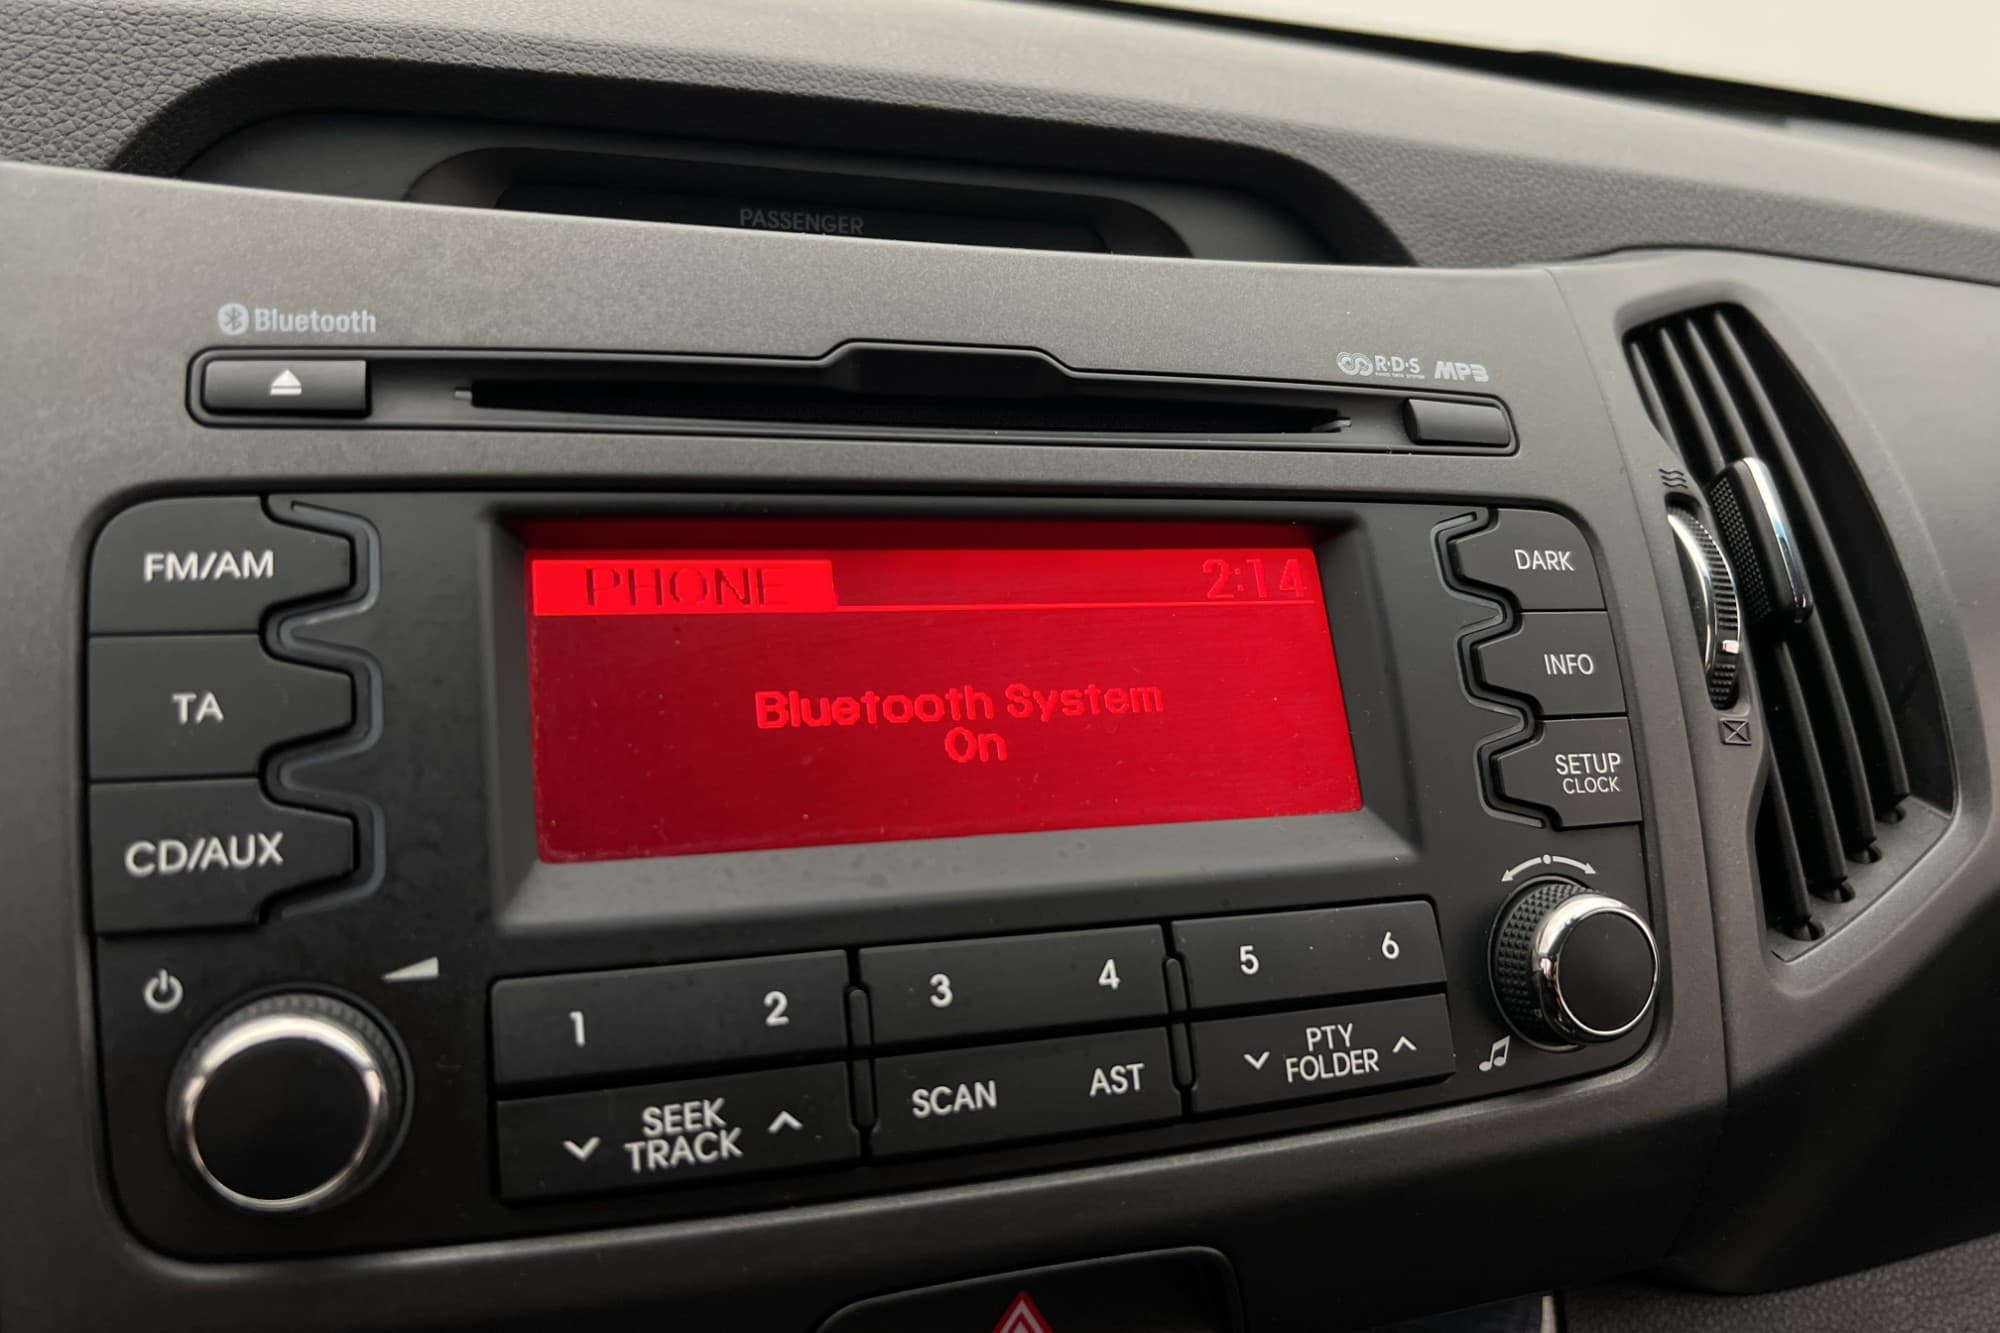 PASSENGER
Bluetooth
R·D·S MP3
FM/AM
TA
CD/AUX
PHONE 2:14
Bluetooth System
On
DARK
INFO
SETUP
CLOCK
1 2 3 4 5 6
SEEK
TRACK
SCAN AST
PTY
FOLDER